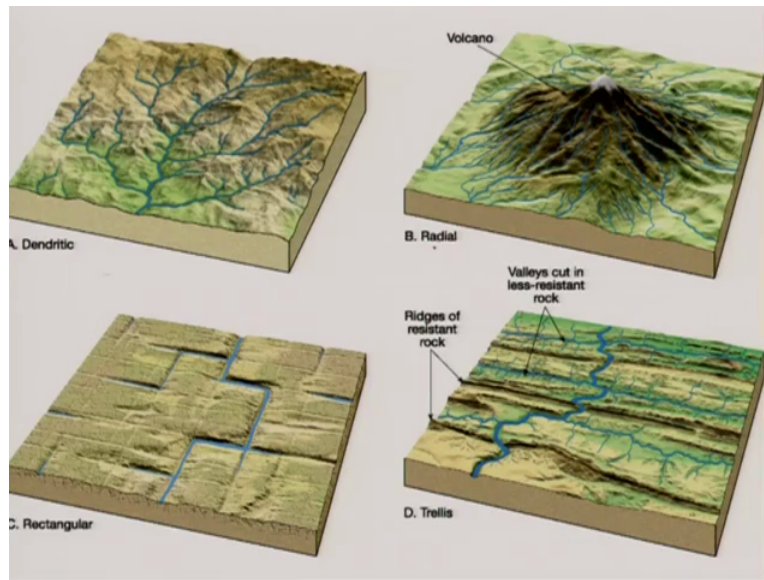 Volcano
A. Dendritic
B. Radial
Valleys cut in
less-resistant
rock
Ridges of
resistant
rock
C. Rectangular
D. Trellis